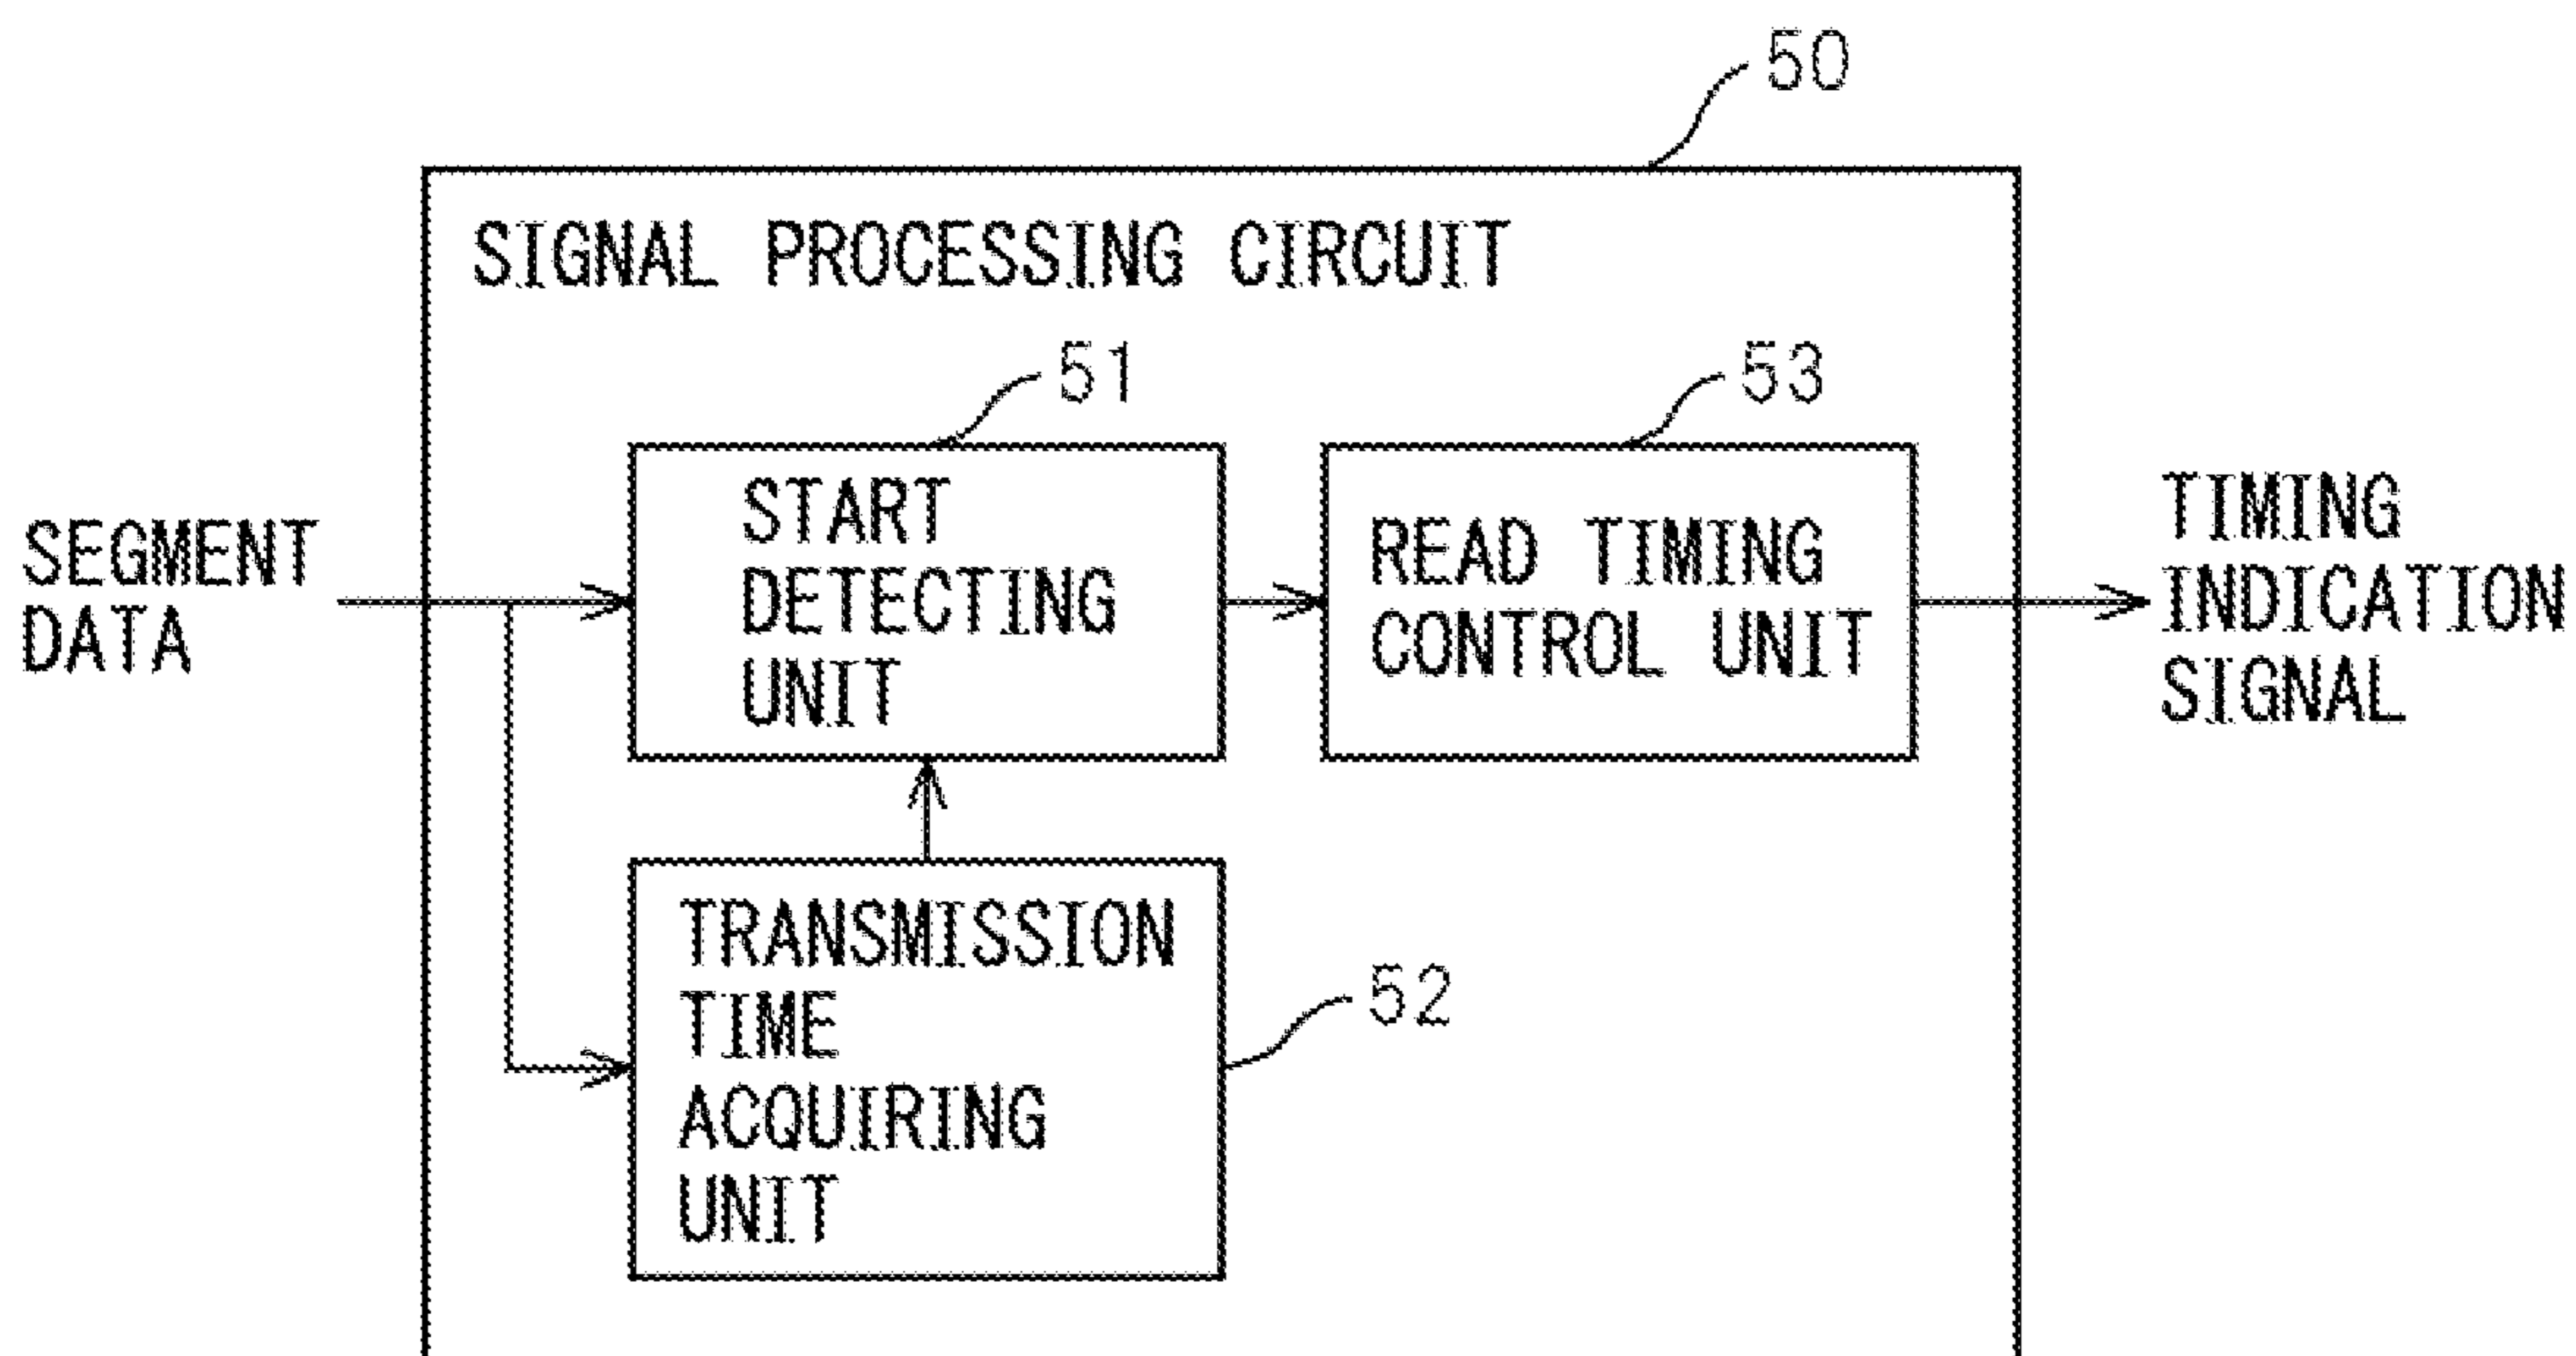 50
SIGNAL PROCESSING CIRCUIT
51
53
SEGMENT
DATA
START
DETECTING
UNIT
READ TIMING
CONTROL UNIT
TIMING
INDICATION
SIGNAL
TRANSMISSION
TIME
ACQUIRING
UNIT
52